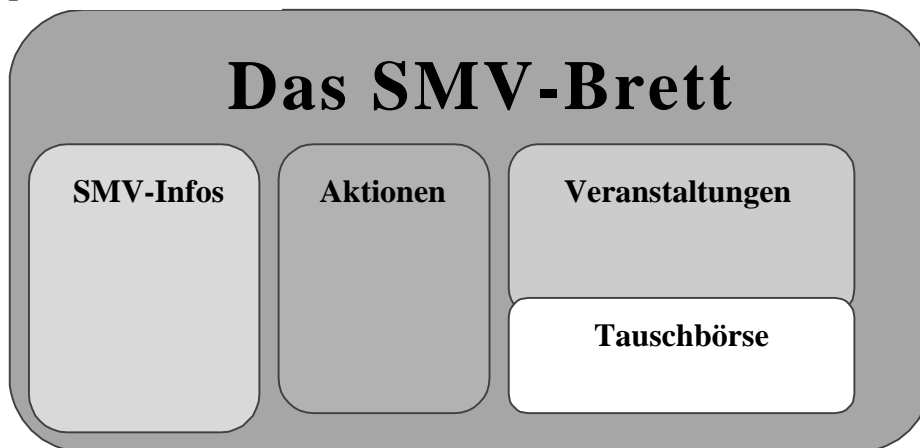 Das SMV-Brett
SMV-Infos
Aktionen
Veranstaltungen
Tauschbörse